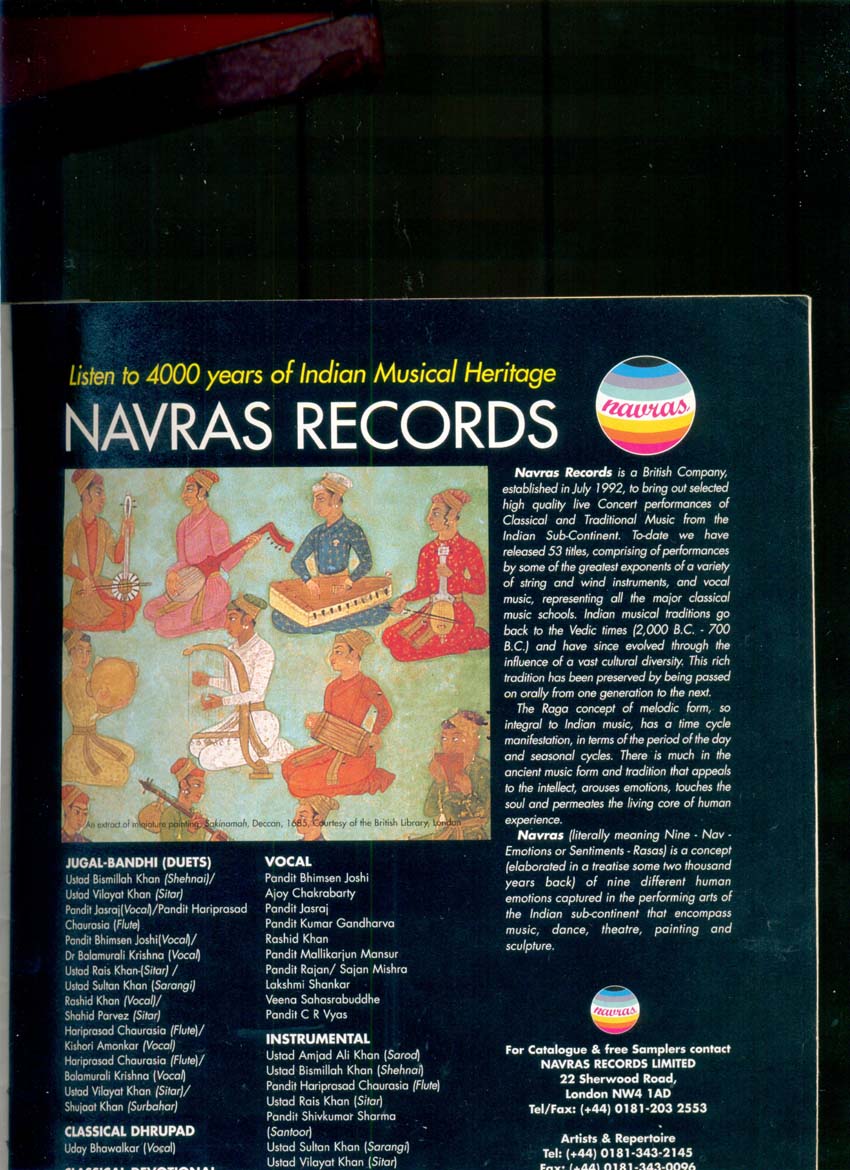 Listen to 4000 years of Indian Musical Heritage
NAVRAS RECORDS
navras
An extract of miniature painting, Sakinamah, Deccan, 1685, Courtesy of the British Library, London
Navras Records is a British Company,
established in July 1992, to bring out selected
high quality live Concert performances of
Classical and Traditional Music from the
Indian Sub-Continent. To-date we have
released 53 titles, comprising of performances
by some of the greatest exponents of a variety
of string and wind instruments, and vocal
music, representing all the major classical
music schools. Indian musical traditions go
back to the Vedic times (2,000 B.C. - 700
B.C.) and have since evolved through the
influence of a vast cultural diversity. This rich
tradition has been preserved by being passed
on orally from one generation to the next.
The Raga concept of melodic form, so
integral to Indian music, has a time cycle
manifestation, in terms of the period of the day
and seasonal cycles. There is much in the
ancient music form and tradition that appeals
to the intellect, arouses emotions, touches the
soul and permeates the living core of human
experience.
Navras (literally meaning Nine - Nav -
Emotions or Sentiments - Rasas) is a concept
(elaborated in a treatise some two thousand
years back) of nine different human
emotions captured in the performing arts of
the Indian sub-continent that encompass
music, dance, theatre, painting and
sculpture.
JUGAL-BANDHI (DUETS)
Ustad Bismillah Khan (Shehnai)/
Ustad Vilayat Khan (Sitar)
Pandit Jasraj(Vocal)/Pandit Hariprasad
Chaurasia (Flute)
Pandit Bhimsen Joshi(Vocal)/
Dr Balamurali Krishna (Vocal)
Ustad Rais Khan-(Sitar) /
Ustad Sultan Khan (Sarangi)
Rashid Khan (Vocal)/
Shahid Parvez (Sitar)
Hariprasad Chaurasia (Flute)/
Kishori Amonkar (Vocal)
Hariprasad Chaurasia (Flute)/
Balamurali Krishna (Vocal)
Ustad Vilayat Khan (Sitar)/
Shujaat Khan (Surbahar)
CLASSICAL DHRUPAD
Uday Bhawalkar (Vocal)
CLASSICAL DEVOTIONAL
VOCAL
Pandit Bhimsen Joshi
Ajoy Chakrabarty
Pandit Jasraj
Pandit Kumar Gandharva
Rashid Khan
Pandit Mallikarjun Mansur
Pandit Rajan/ Sajan Mishra
Lakshmi Shankar
Veena Sahasrabuddhe
Pandit C R Vyas
INSTRUMENTAL
Ustad Amjad Ali Khan (Sarod)
Ustad Bismillah Khan (Shehnai)
Pandit Hariprasad Chaurasia (Flute)
Ustad Rais Khan (Sitar)
Pandit Shivkumar Sharma
(Santoor)
Ustad Sultan Khan (Sarangi)
Ustad Vilayat Khan (Sitar)
navras
For Catalogue & free Samplers contact
NAVRAS RECORDS LIMITED
22 Sherwood Road,
London NW4 1AD
Tel/Fax: (+44) 0181-203 2553
Artists & Repertoire
Tel: (+44) 0181-343-2145
Fax: (+44) 0181-343-0096